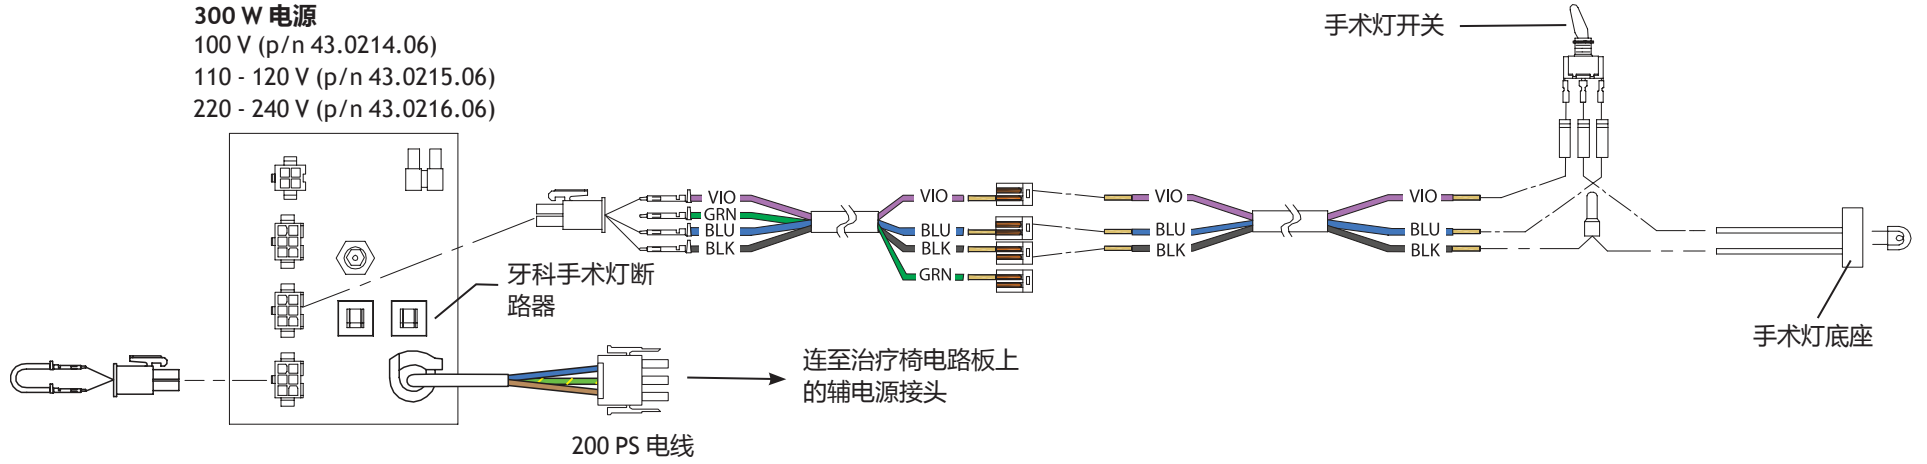 300 W 电源
100 V (p/n 43.0214.06)
110 - 120 V (p/n 43.0215.06)
220 - 240 V (p/n 43.0216.06)
手术灯开关
VIO
GRN
BLU
BLK
VIO
BLU
BLK
GRN
VIO
BLU
BLK
VIO
BLU
BLK
牙科手术灯断
路器
手术灯底座
连至治疗椅电路板上
的辅电源接头
200 PS 电线